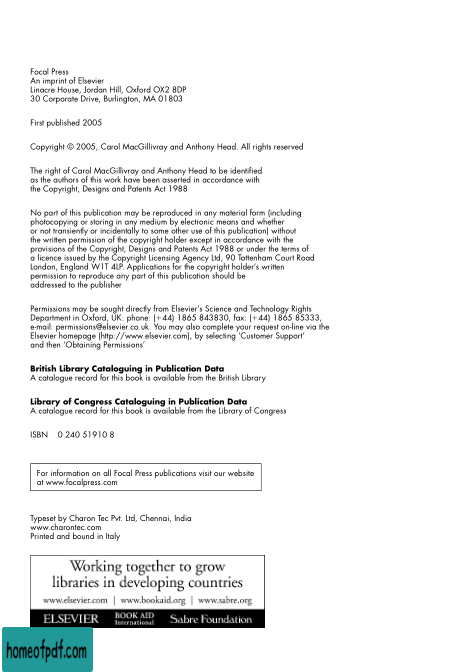 Focal Press
An imprint of Elsevier
Linacre House, Jordan Hill, Oxford OX2 8DP
30 Corporate Drive, Burlington, MA 01803
First published 2005
Copyright © 2005, Carol MacGillivray and Anthony Head. All rights reserved
The right of Carol MacGillivray and Anthony Head to be identified
as the authors of this work have been asserted in accordance with
the Copyright, Designs and Patents Act 1988
No part of this publication may be reproduced in any material form (including
photocopying or storing in any medium by electronic means and whether
or not transiently or incidentally to some other use of this publication) without
the written permission of the copyright holder except in accordance with the
provisions of the Copyright, Designs and Patents Act 1988 or under the terms of
a licence issued by the Copyright Licensing Agency Ltd, 90 Tottenham Court Road
London, England W1T 4LP. Applications for the copyright holder's written
permission to reproduce any part of this publication should be
addressed to the publisher
Permissions may be sought directly from Elsevier's Science and Technology Rights
Department in Oxford, UK: phone: (+44) 1865 843830, fax: (+44) 1865 85333,
e-mail: permissions@elsevier.co.uk. You may also complete your request on-line via the
Elsevier homepage (http://www.elsevier.com), by selecting 'Customer Support'
and then 'Obtaining Permissions'
British Library Cataloguing in Publication Data
A catalogue record for this book is available from the British Library
Library of Congress Cataloguing in Publication Data
A catalogue record for this book is available from the Library of Congress
ISBN 0 240 51910 8
For information on all Focal Press publications visit our website
at www.focalpress.com
Typeset by Charon Tec Pvt. Ltd, Chennai, India
www.charontec.com
Printed and bound in Italy
Working together to grow
libraries in developing countries
www.elsevier.com | www.bookaid.org | www.sabre.org
ELSEVIER BOOK AID International Sabre Foundation
homeofpdf.com